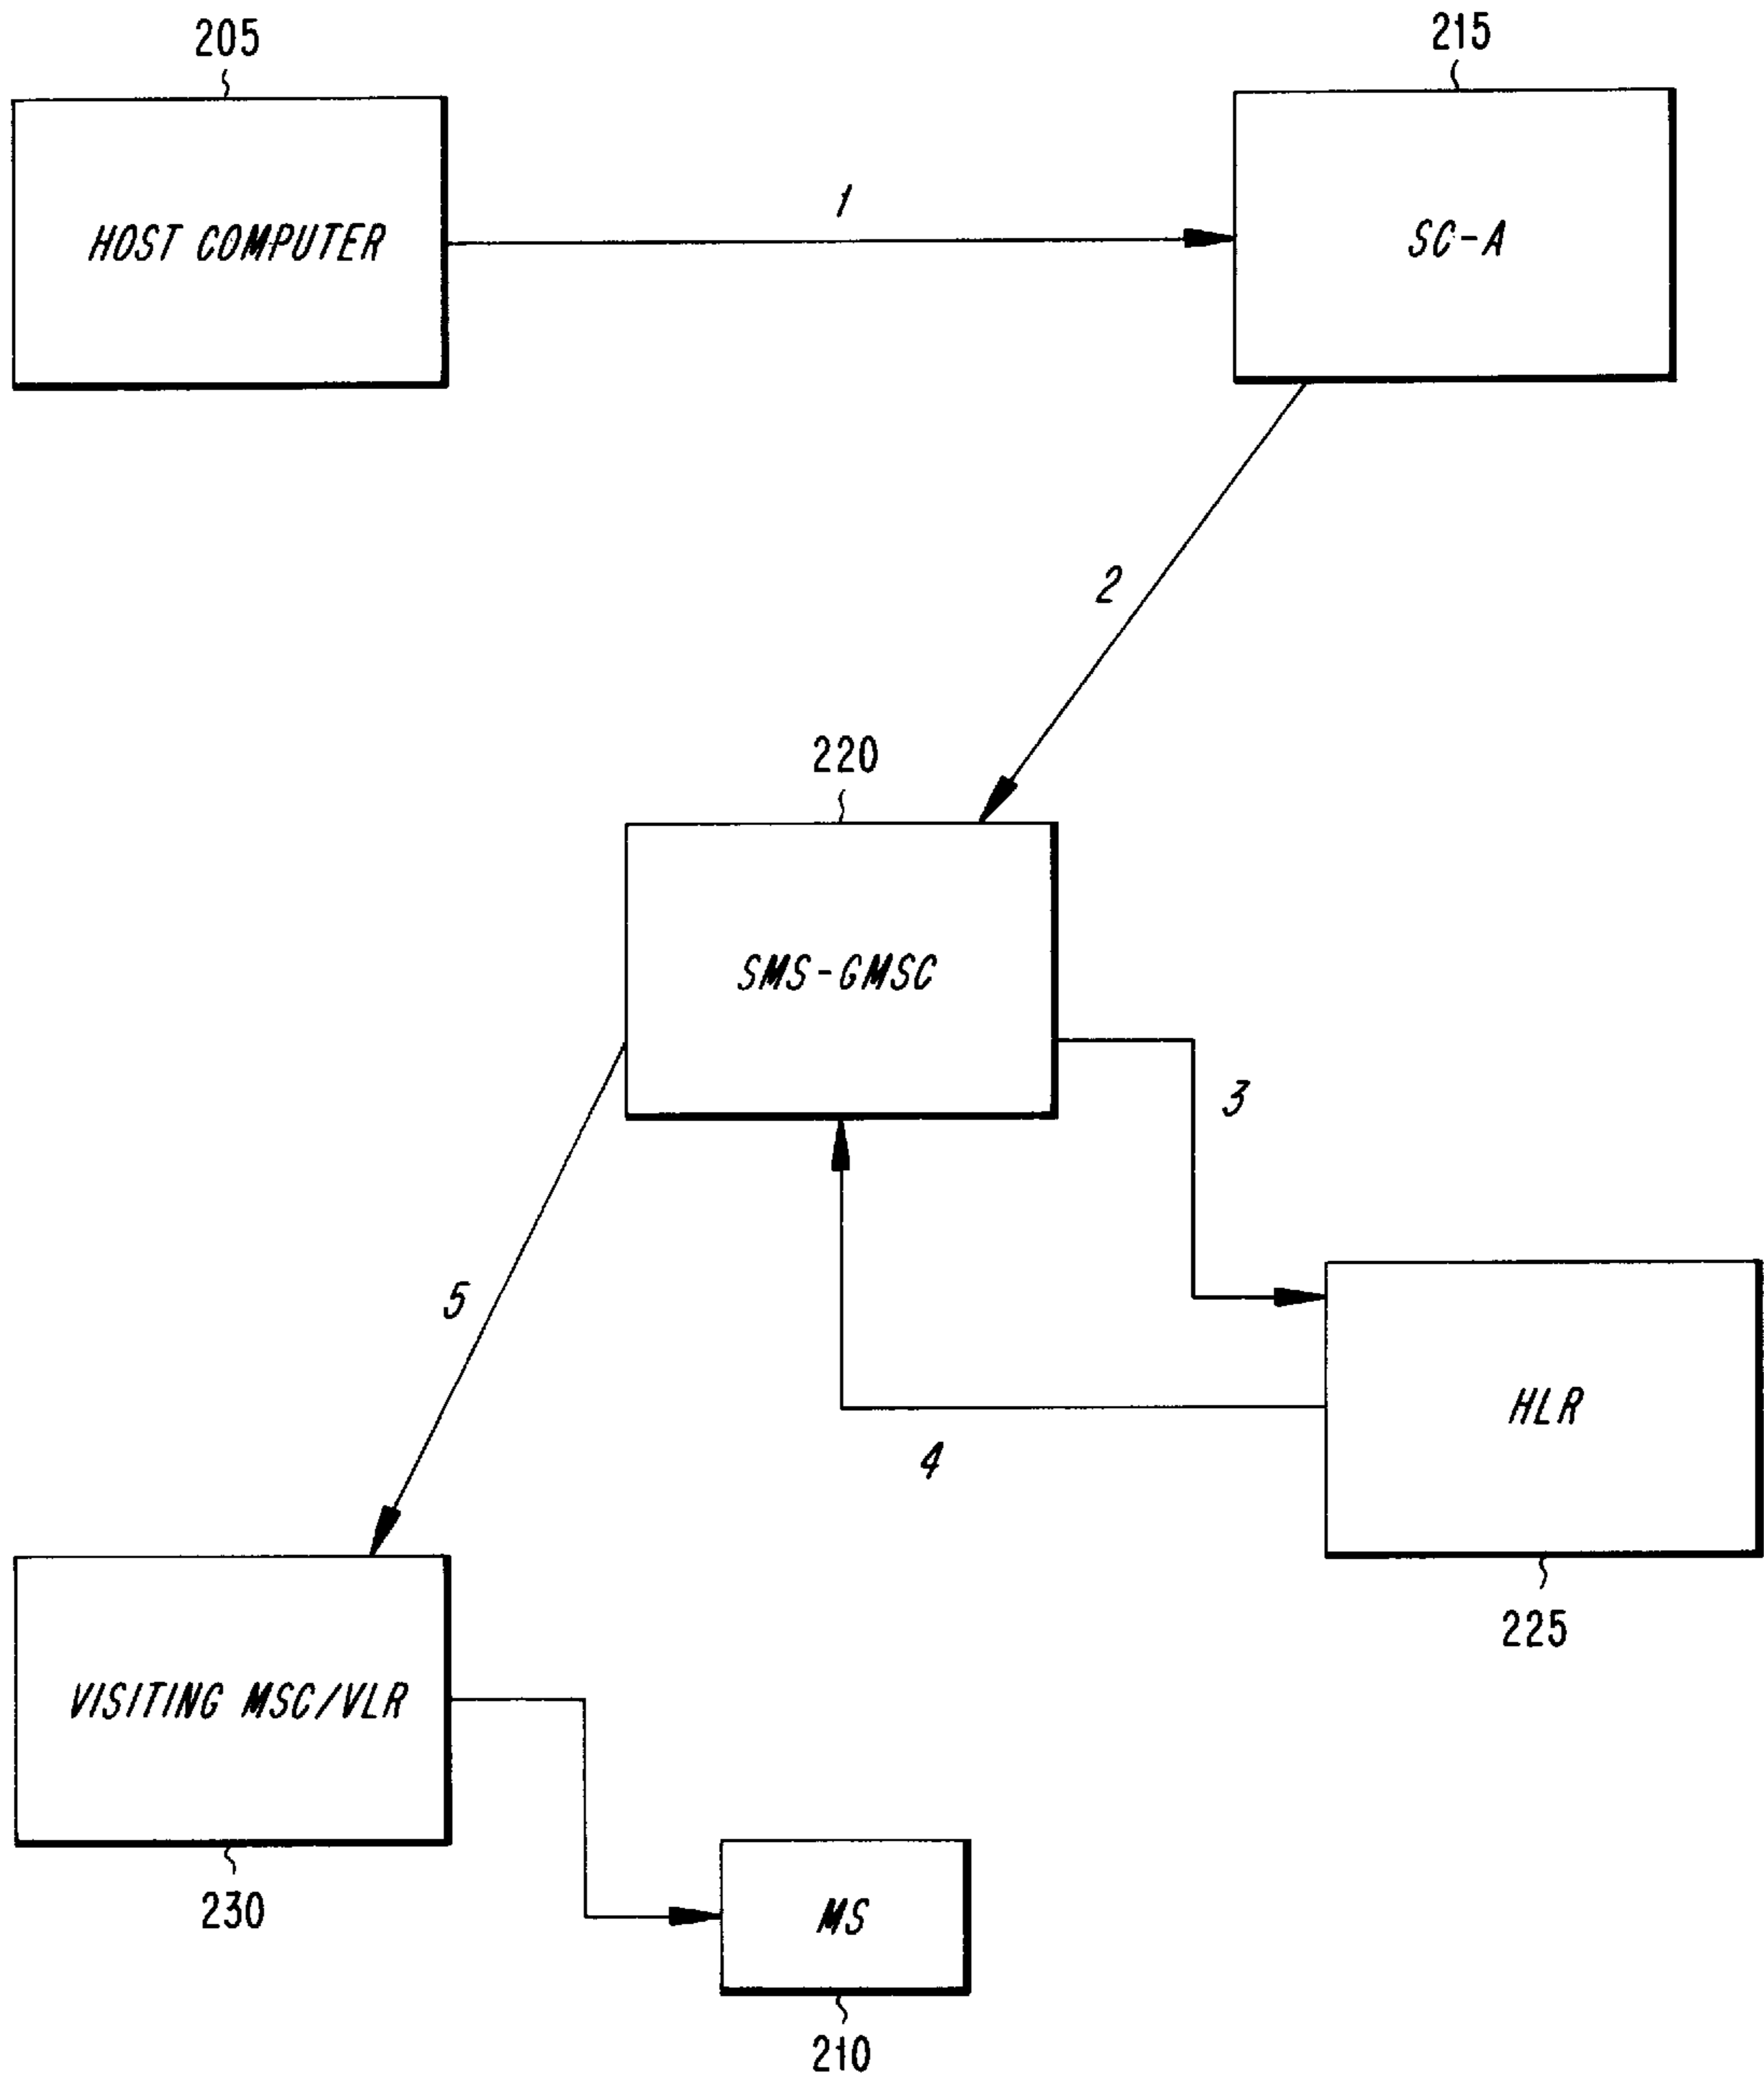 205
215
HOST COMPUTER
1
SC-A
2
220
SMS-GMSC
3
5
HLR
4
225
VISITING MSC/VLR
230
MS
210